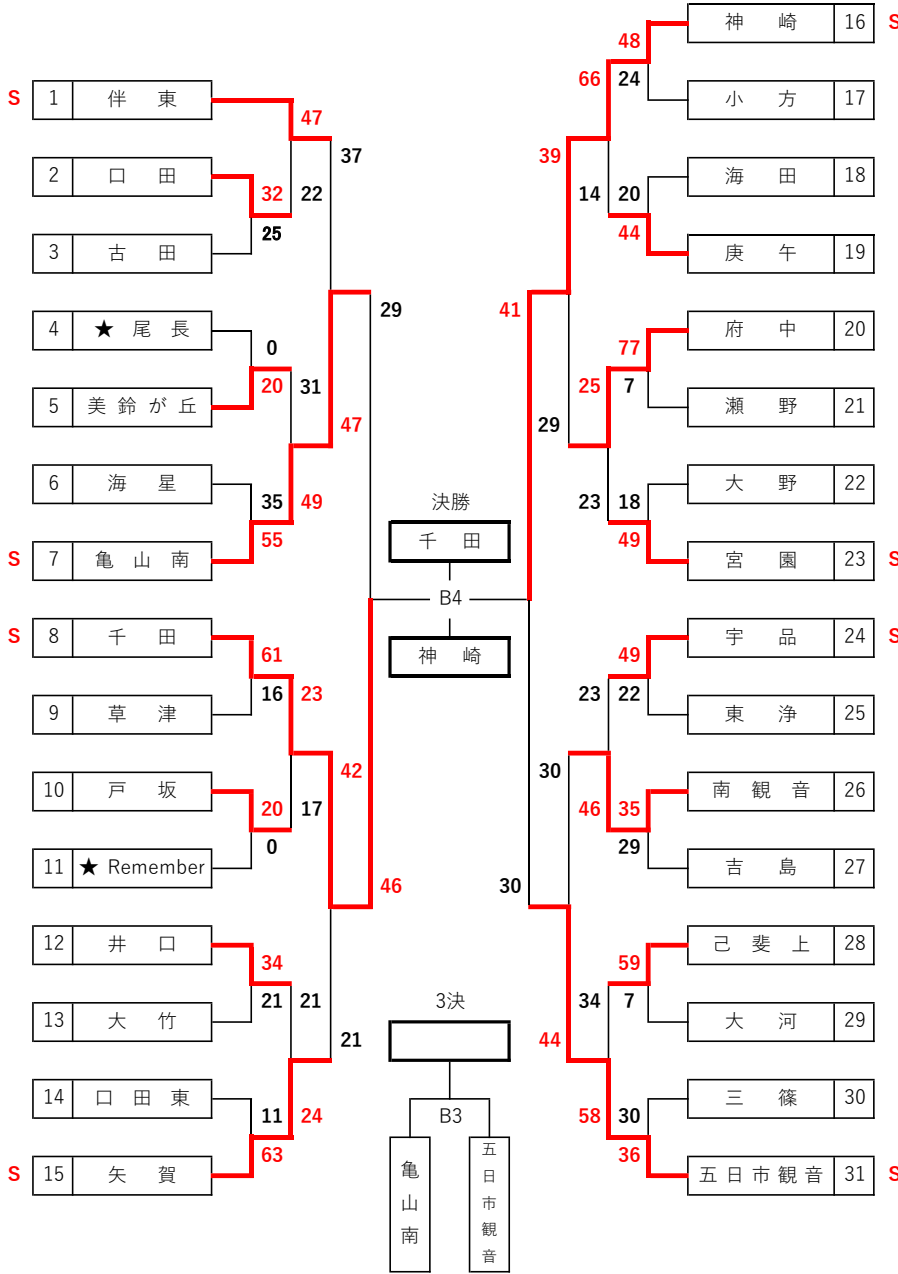 S 1 伴 東
2 口 田
3 古 田
4 ★ 尾 長
5 美 鈴 が 丘
6 海 星
S 7 亀 山 南
S 8 千 田
9 草 津
10 戸 坂
11 ★ Remember
12 井 口
13 大 竹
14 口 田 東
S 15 矢 賀
47
32
22
25
37
0
20
31
35
55
49
47
29
61
16
23
20
0
17
42
46
34
21
21
11
63
24
21
決勝
千 田
B4
神 崎
3決
B3
亀山南
五日市観音
48
24
66
20
44
14
39
77
7
25
18
49
23
29
41
49
22
23
35
29
46
30
30
59
7
34
30
36
58
44
神 崎 16 S
小 方 17
海 田 18
庚 午 19
府 中 20
瀬 野 21
大 野 22
宮 園 23 S
宇 品 24 S
東 浄 25
南 観 音 26
吉 島 27
己 斐 上 28
大 河 29
三 篠 30
五 日 市 観 音 31 S